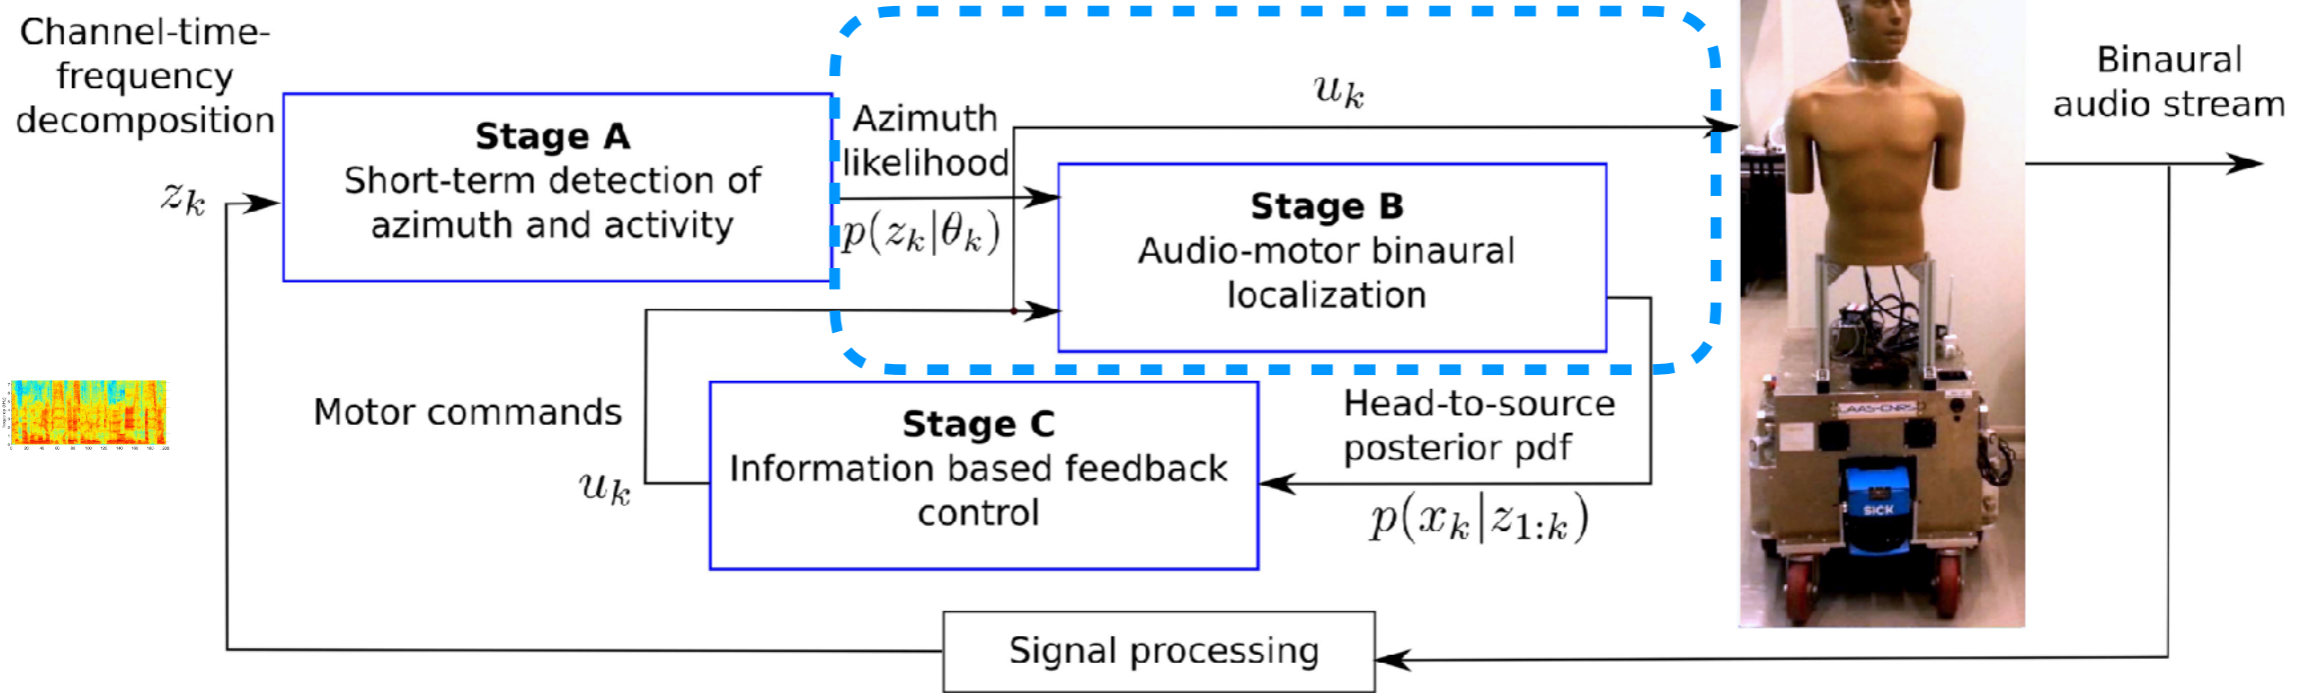 Channel-time-
frequency
decomposition
z_k
Stage A
Short-term detection of
azimuth and activity
Azimuth
likelihood
p(z_k|θ_k)
u_k
Stage B
Audio-motor binaural
localization
Binaural
audio stream
Motor commands
u_k
Stage C
Information based feedback
control
Head-to-source
posterior pdf
p(x_k|z_{1:k})
LAAS-CNRS
SICK
Signal processing